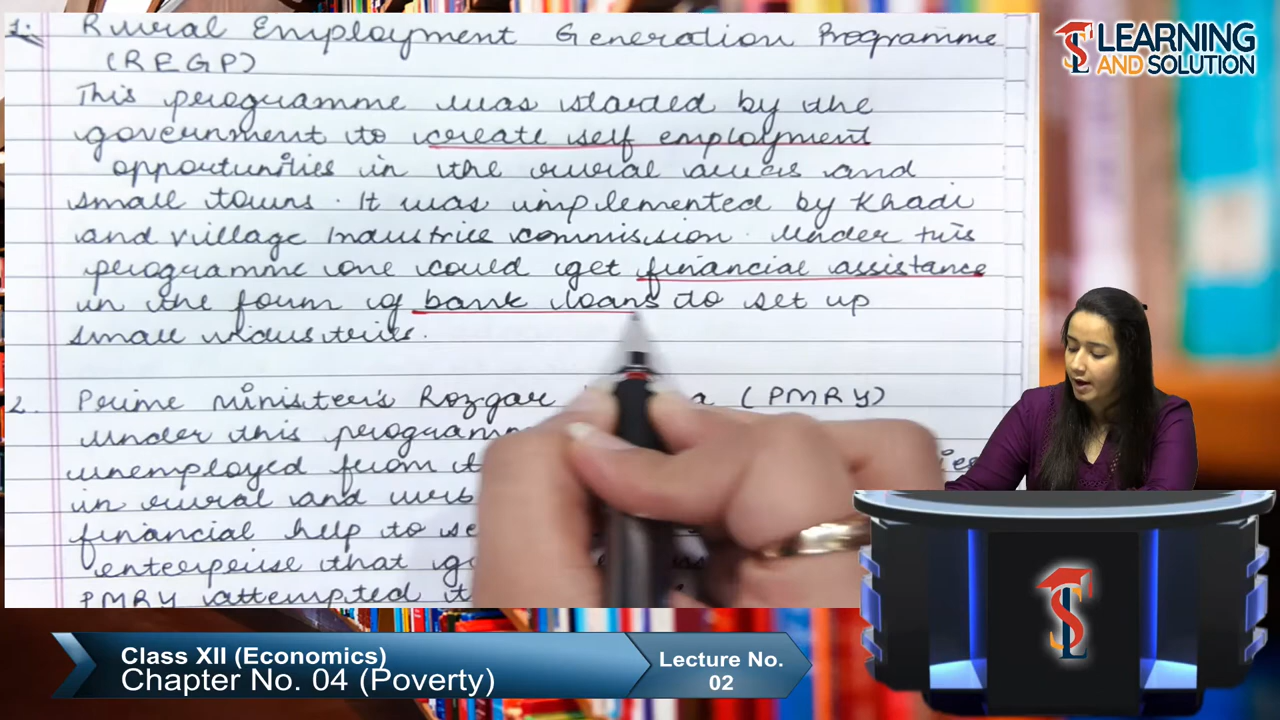 1. Rural Employment Generation Programme
(REGP)
This programme was started by the
government to create self employment
opportunities in the rural areas and
small towns. It was implemented by Khadi
and village Industries commission. Under this
programme one could get financial assistance
in the form of bank loans to set up
small industries.
2. Prime minister's Rozgar a (PMRY)
under this
unemployed from
in rural and
financial help to
enterprise that
PMRY attempted
LEARNING
AND SOLUTION
SL
Class XII (Economics)
Chapter No. 04 (Poverty)
Lecture No.
02